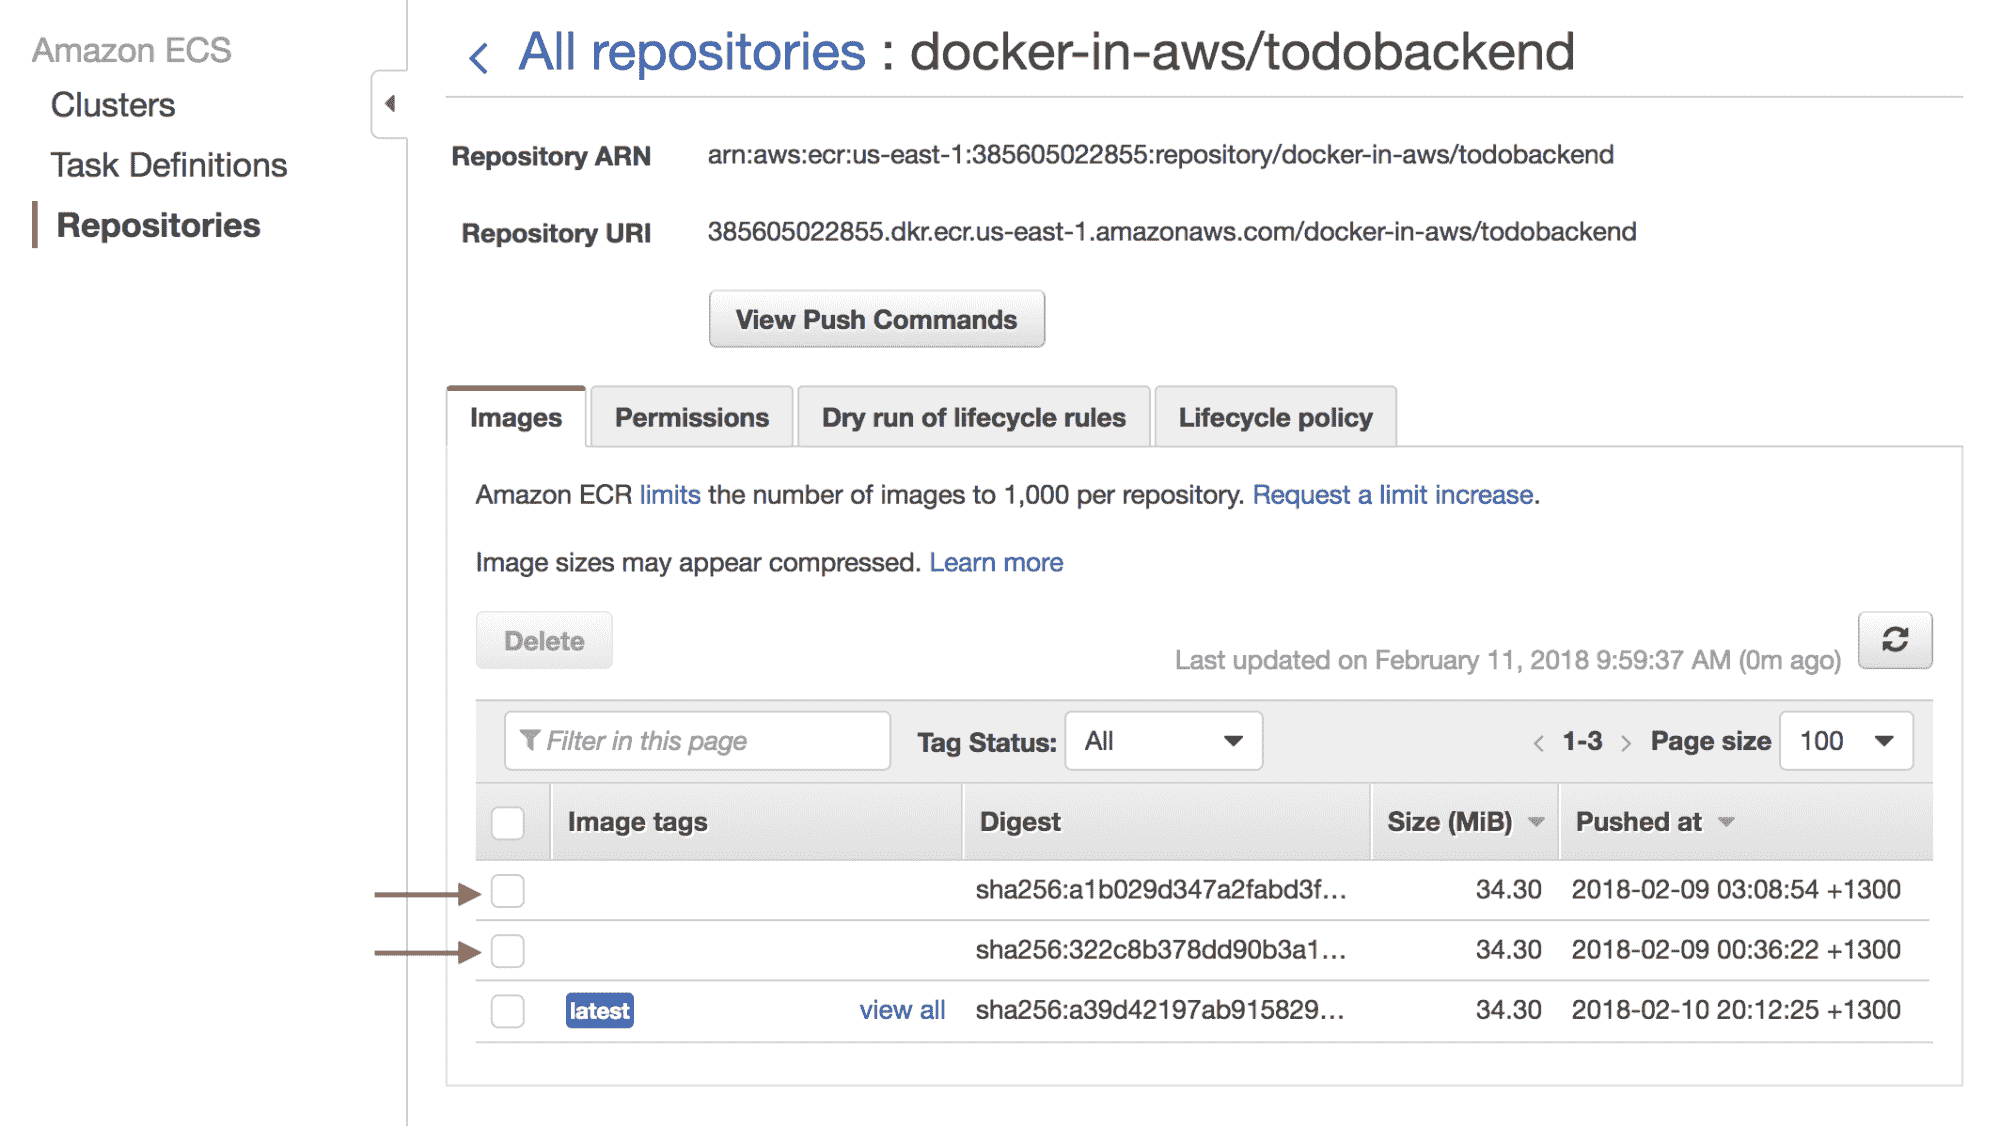 Amazon ECS
Clusters
Task Definitions
Repositories
All repositories : docker-in-aws/todobackend
Repository ARN arn:aws:ecr:us-east-1:385605022855:repository/docker-in-aws/todobackend
Repository URI 385605022855.dkr.ecr.us-east-1.amazonaws.com/docker-in-aws/todobackend
View Push Commands
Images Permissions Dry run of lifecycle rules Lifecycle policy
Amazon ECR limits the number of images to 1,000 per repository. Request a limit increase.
Image sizes may appear compressed. Learn more
Delete
Last updated on February 11, 2018 9:59:37 AM (0m ago)
Filter in this page Tag Status: All 1-3 Page size 100
Image tags Digest Size (MiB) Pushed at
sha256:a1b029d347a2fabd3f... 34.30 2018-02-09 03:08:54 +1300
sha256:322c8b378dd90b3a1... 34.30 2018-02-09 00:36:22 +1300
latest view all sha256:a39d42197ab915829... 34.30 2018-02-10 20:12:25 +1300